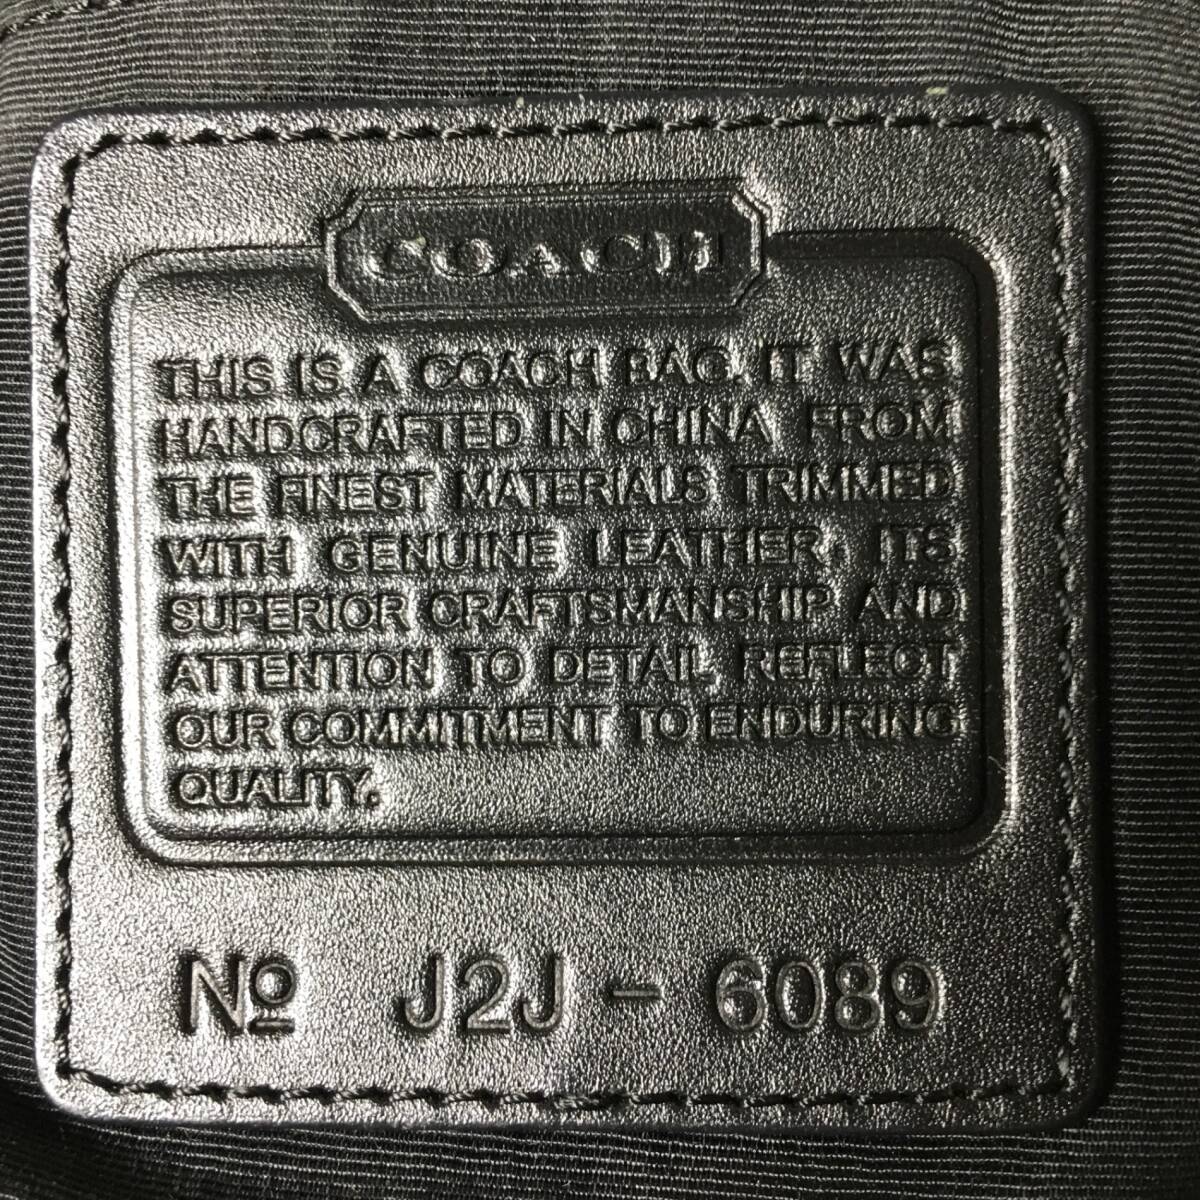 COACH
THIS IS A COACH BAG. IT WAS
HANDCRAFTED IN CHINA FROM
THE FINEST MATERIALS TRIMMED
WITH GENUINE LEATHER. ITS
SUPERIOR CRAFTSMANSHIP AND
ATTENTION TO DETAIL REFLECT
OUR COMMITMENT TO ENDURING
QUALITY.
Nº J2J - 6089